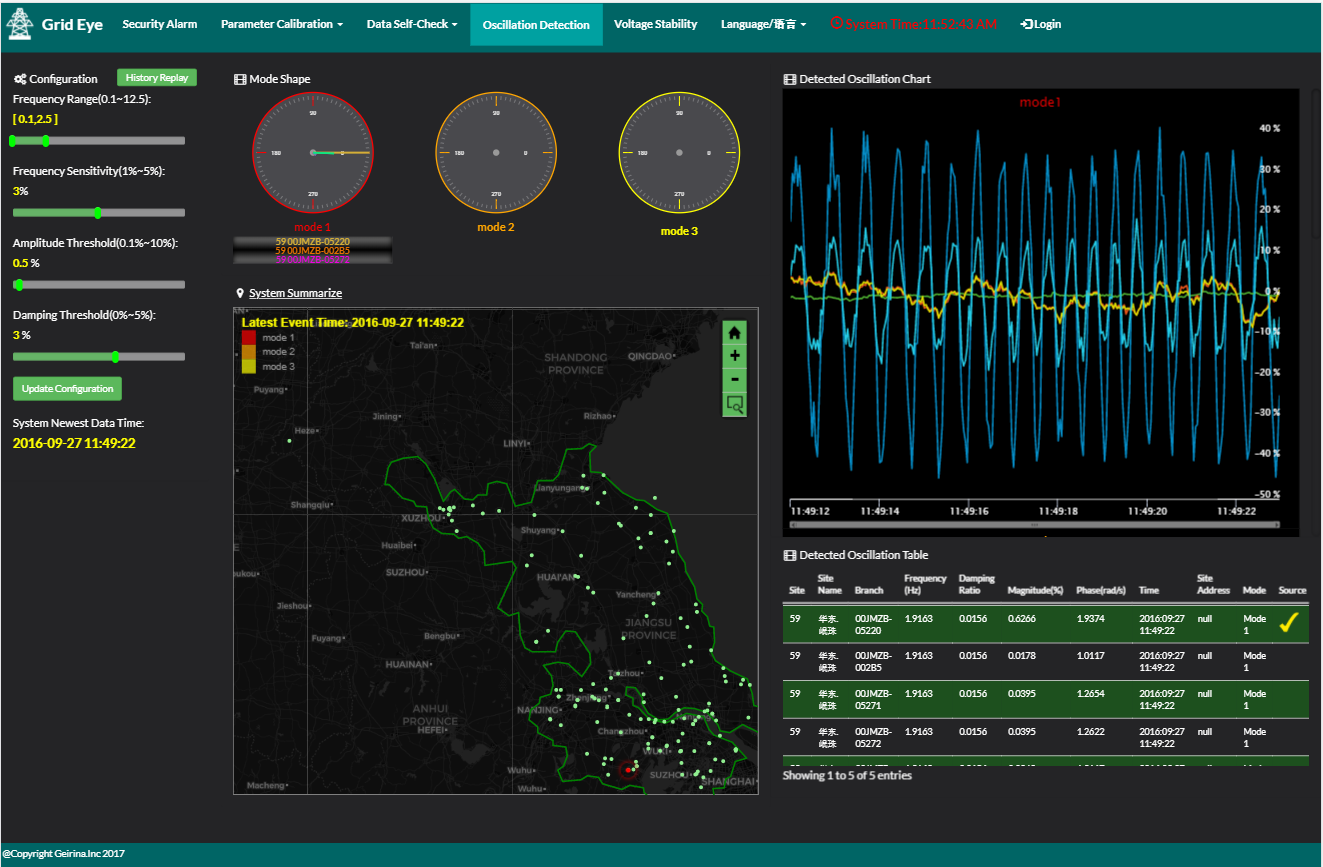 Grid Eye
Security Alarm
Parameter Calibration
Data Self-Check
Oscillation Detection
Voltage Stability
Language/语言
System Time:11:52:43 AM
Login
Configuration
History Replay
Frequency Range(0.1~12.5):
[ 0.1,2.5 ]
Frequency Sensitivity(1%~5%):
3%
Amplitude Threshold(0.1%~10%):
0.5 %
Damping Threshold(0%~5%):
3 %
Update Configuration
System Newest Data Time:
2016-09-27 11:49:22
Mode Shape
90
180
0
270
mode 1
90
180
0
270
mode 2
90
180
0
270
mode 3
59 00JMZB-05220
59 00JMZB-002B5
59 00JMZB-05272
System Summarize
Latest Event Time: 2016-09-27 11:49:22
mode 1
mode 2
mode 3
Tai'an
SHANDONG
PROVINCE
QINGDAO
Puyang
Jining
Rizhao
Heze
LINYI
Lianyungang
Shangqiu
XUZHOU
Shuyang
Huaibei
SUZHOU
HUAI'AN
Yancheng
Jieshou
JIANGSU
PROVINCE
Fuyang
Bengbu
HUAINAN
Taizhou
Zhenjiang
NANJING
ANHUI
PROVINCE
HEFEI
Nantong
Changzhou
WUXI
Wuhu
SUZHOU
SHANGHAI
Macheng
Wuhu
Detected Oscillation Chart
mode1
40 %
30 %
20 %
10 %
0 %
-10 %
-20 %
-30 %
-40 %
-50 %
11:49:12 11:49:14 11:49:16 11:49:18 11:49:20 11:49:22
Detected Oscillation Table
Site Site Name Branch Frequency (Hz) Damping Ratio Magnitude(%) Phase(rad/s) Time Site Address Mode Source
59 华东.岷珠 00JMZB-05220 1.9163 0.0156 0.6266 1.9374 2016:09:27 11:49:22 null Mode 1
59 华东.岷珠 00JMZB-002B5 1.9163 0.0156 0.0178 1.0117 2016:09:27 11:49:22 null Mode 1
59 华东.岷珠 00JMZB-05271 1.9163 0.0156 0.0395 1.2654 2016:09:27 11:49:22 null Mode 1
59 华东.岷珠 00JMZB-05272 1.9163 0.0156 0.0395 1.2622 2016:09:27 11:49:22 null Mode 1
Showing 1 to 5 of 5 entries
@Copyright Geirina.Inc 2017